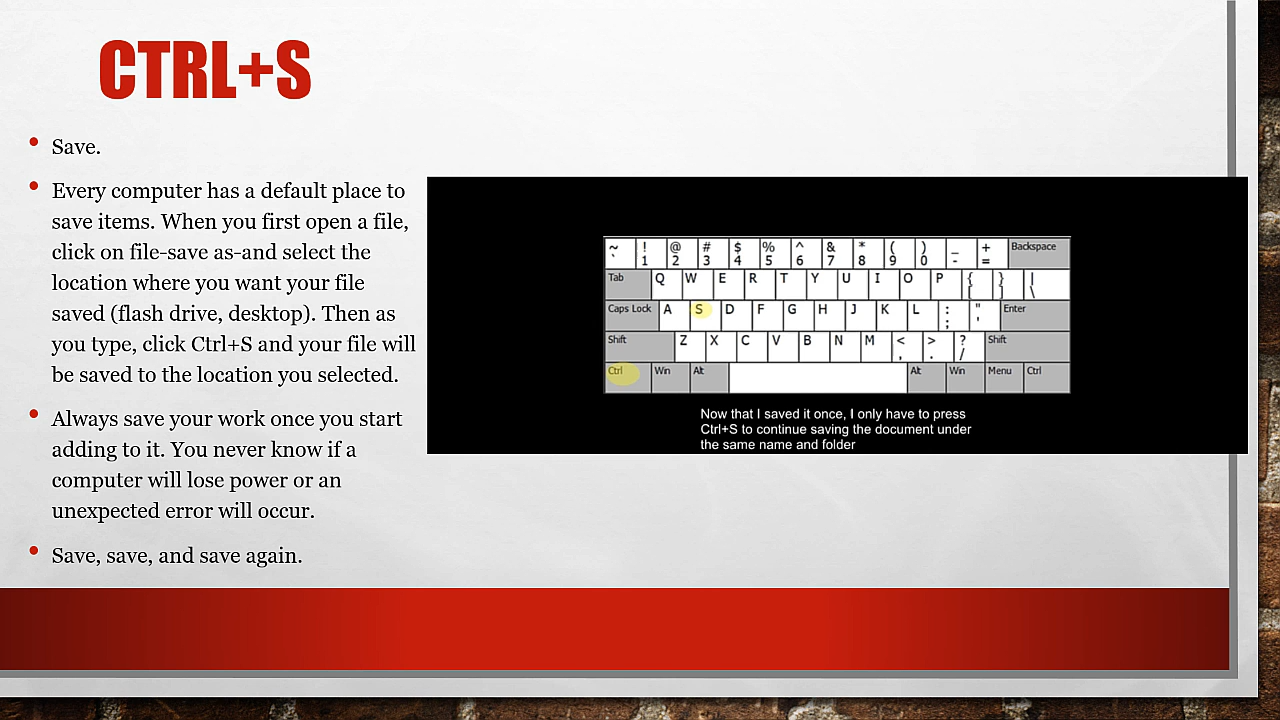 CTRL+S
• Save.
• Every computer has a default place to
save items. When you first open a file,
click on file-save as-and select the
location where you want your file
saved (flash drive, desktop). Then as
you type, click Ctrl+S and your file will
be saved to the location you selected.
• Always save your work once you start
adding to it. You never know if a
computer will lose power or an
unexpected error will occur.
• Save, save, and save again.
~ ! @ # $ % ^ & * ( ) _ + Backspace
` 1 2 3 4 5 6 7 8 9 0 - =
Tab Q W E R T Y U I O P { } |
[ ] \
Caps Lock A S D F G H J K L : " Enter
; '
Shift Z X C V B N M < > ? Shift
, . /
Ctrl Win Alt Alt Win Menu Ctrl
Now that I saved it once, I only have to press
Ctrl+S to continue saving the document under
the same name and folder